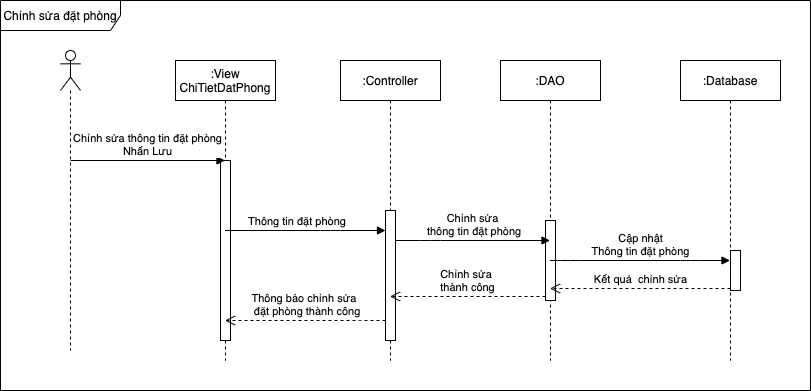 Chỉnh sửa đặt phòng
:View
ChiTietDatPhong
:Controller
:DAO
:Database
Chỉnh sửa thông tin đặt phòng
Nhấn Lưu
Thông tin đặt phòng
Chỉnh sửa
thông tin đặt phòng
Cập nhật
Thông tin đặt phòng
Kết quả chỉnh sửa
Chỉnh sửa
thành công
Thông báo chỉnh sửa
đặt phòng thành công